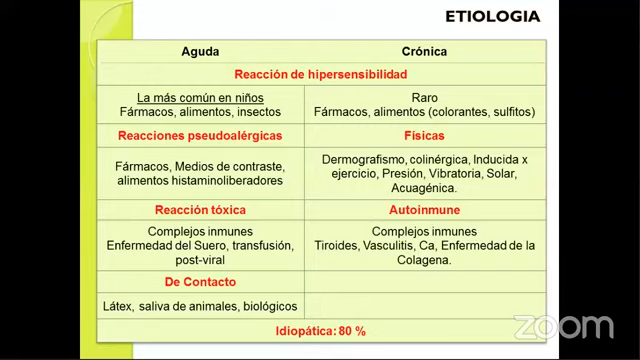 ETIOLOGIA
Aguda
Crónica
Reacción de hipersensibilidad
La más común en niños
Fármacos, alimentos, insectos
Raro
Fármacos, alimentos (colorantes, sulfitos)
Reacciones pseudoalérgicas
Físicas
Fármacos, Medios de contraste,
alimentos histaminoliberadores
Dermografismo, colinérgica, Inducida x
ejercicio, Presión, Vibratoria, Solar,
Acuagénica.
Reacción tóxica
Autoinmune
Complejos inmunes
Enfermedad del Suero, transfusión,
post-viral
Complejos inmunes
Tiroides, Vasculitis, Ca, Enfermedad de la
Colagena.
De Contacto
Látex, saliva de animales, biológicos
Idiopática: 80 %
zoom